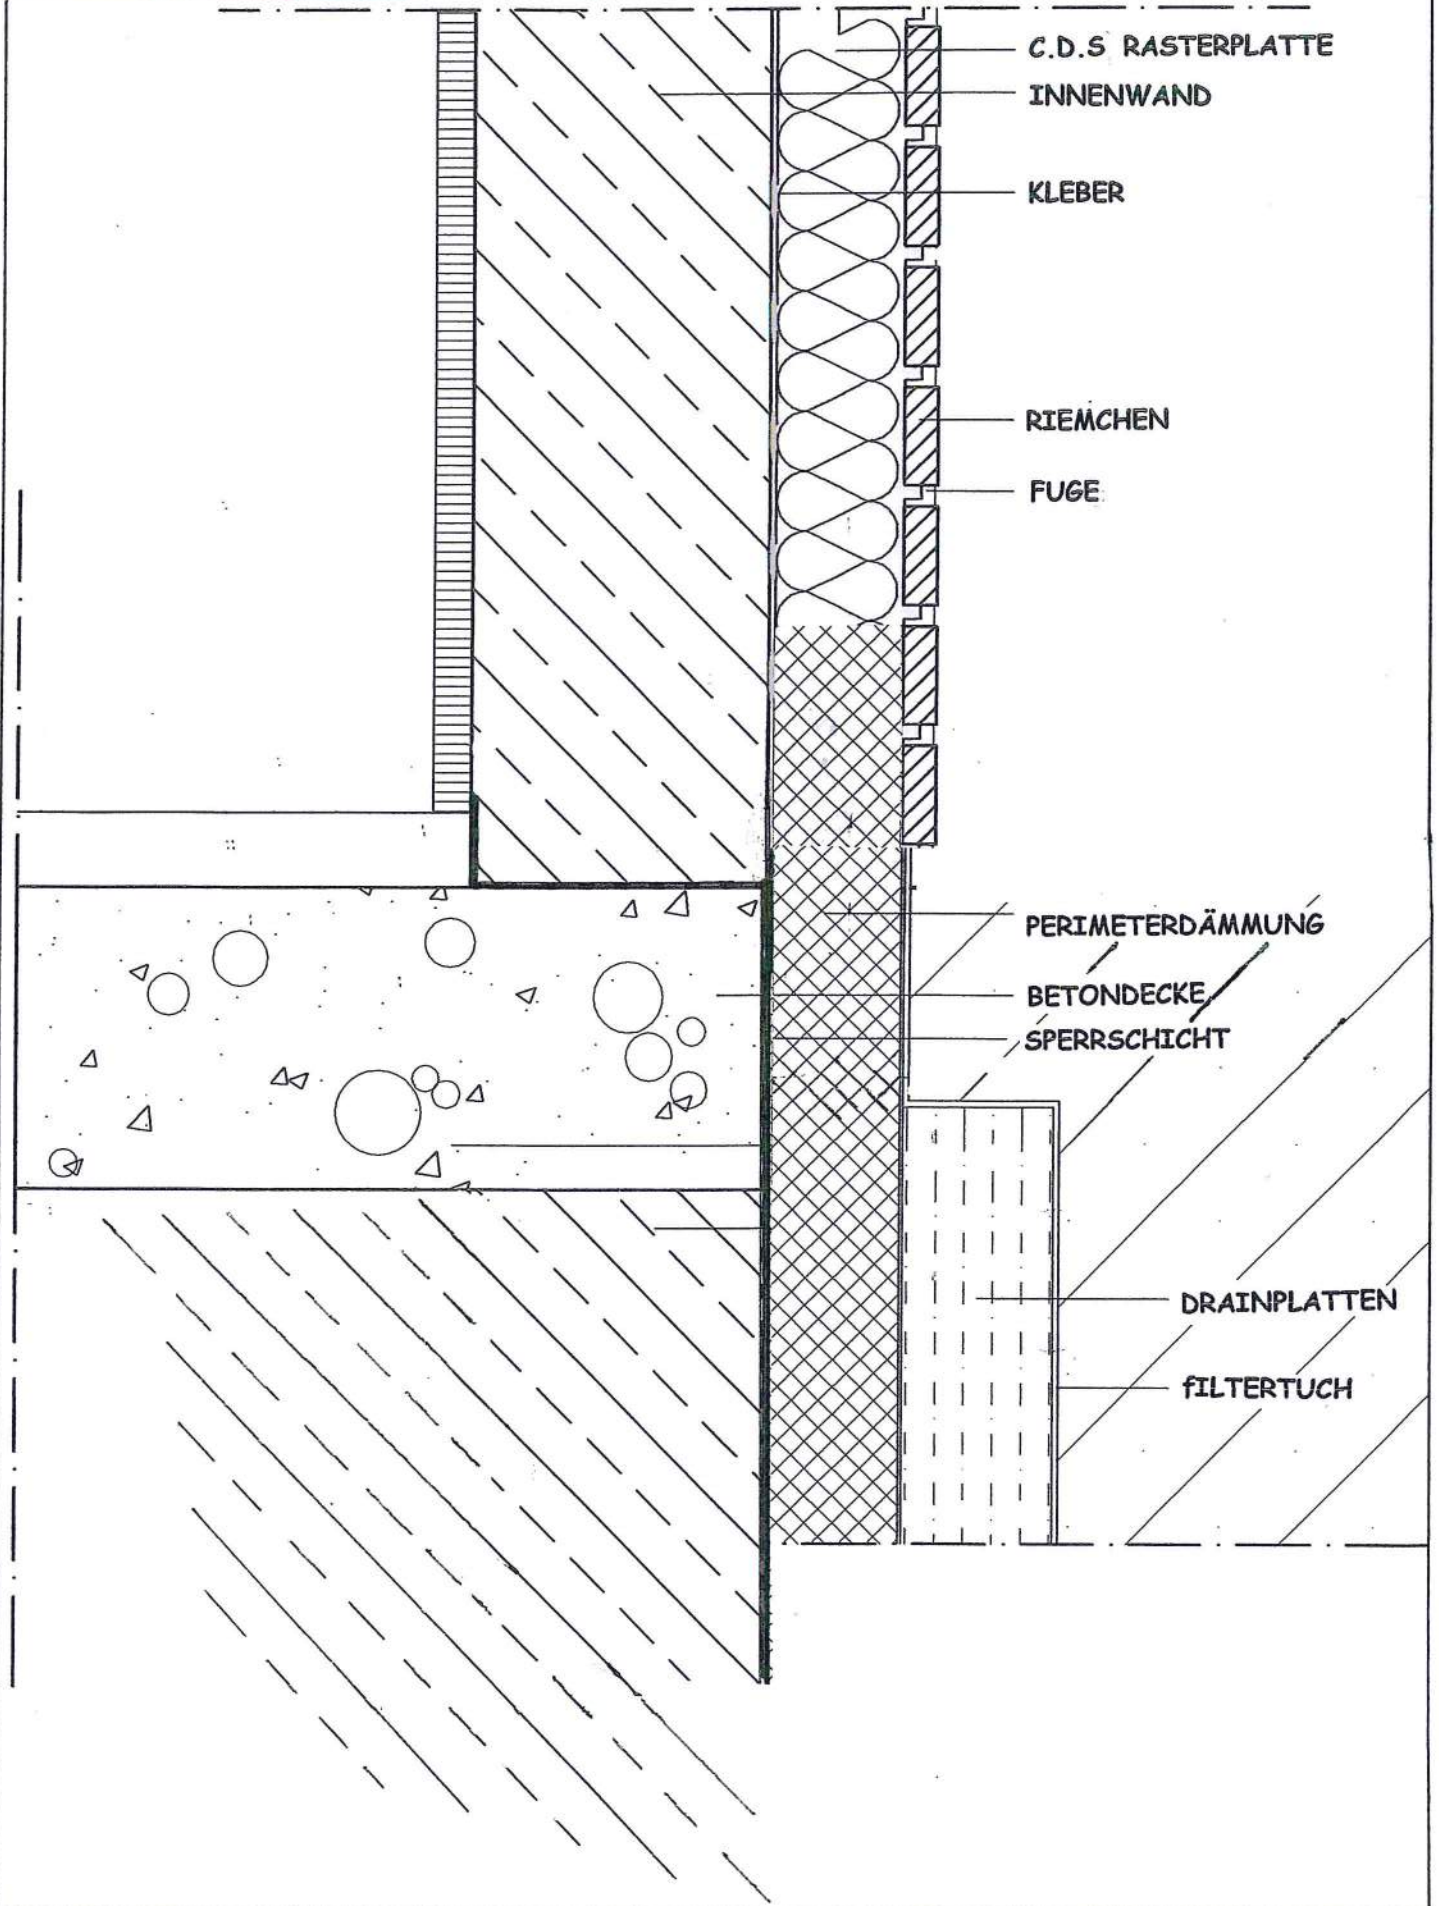 C.D.S RASTERPLATTE
INNENWAND
KLEBER
RIEMCHEN
FUGE
PERIMETERDÄMMUNG
BETONDECKE
SPERRSCHICHT
DRAINPLATTEN
fILTERTUCH